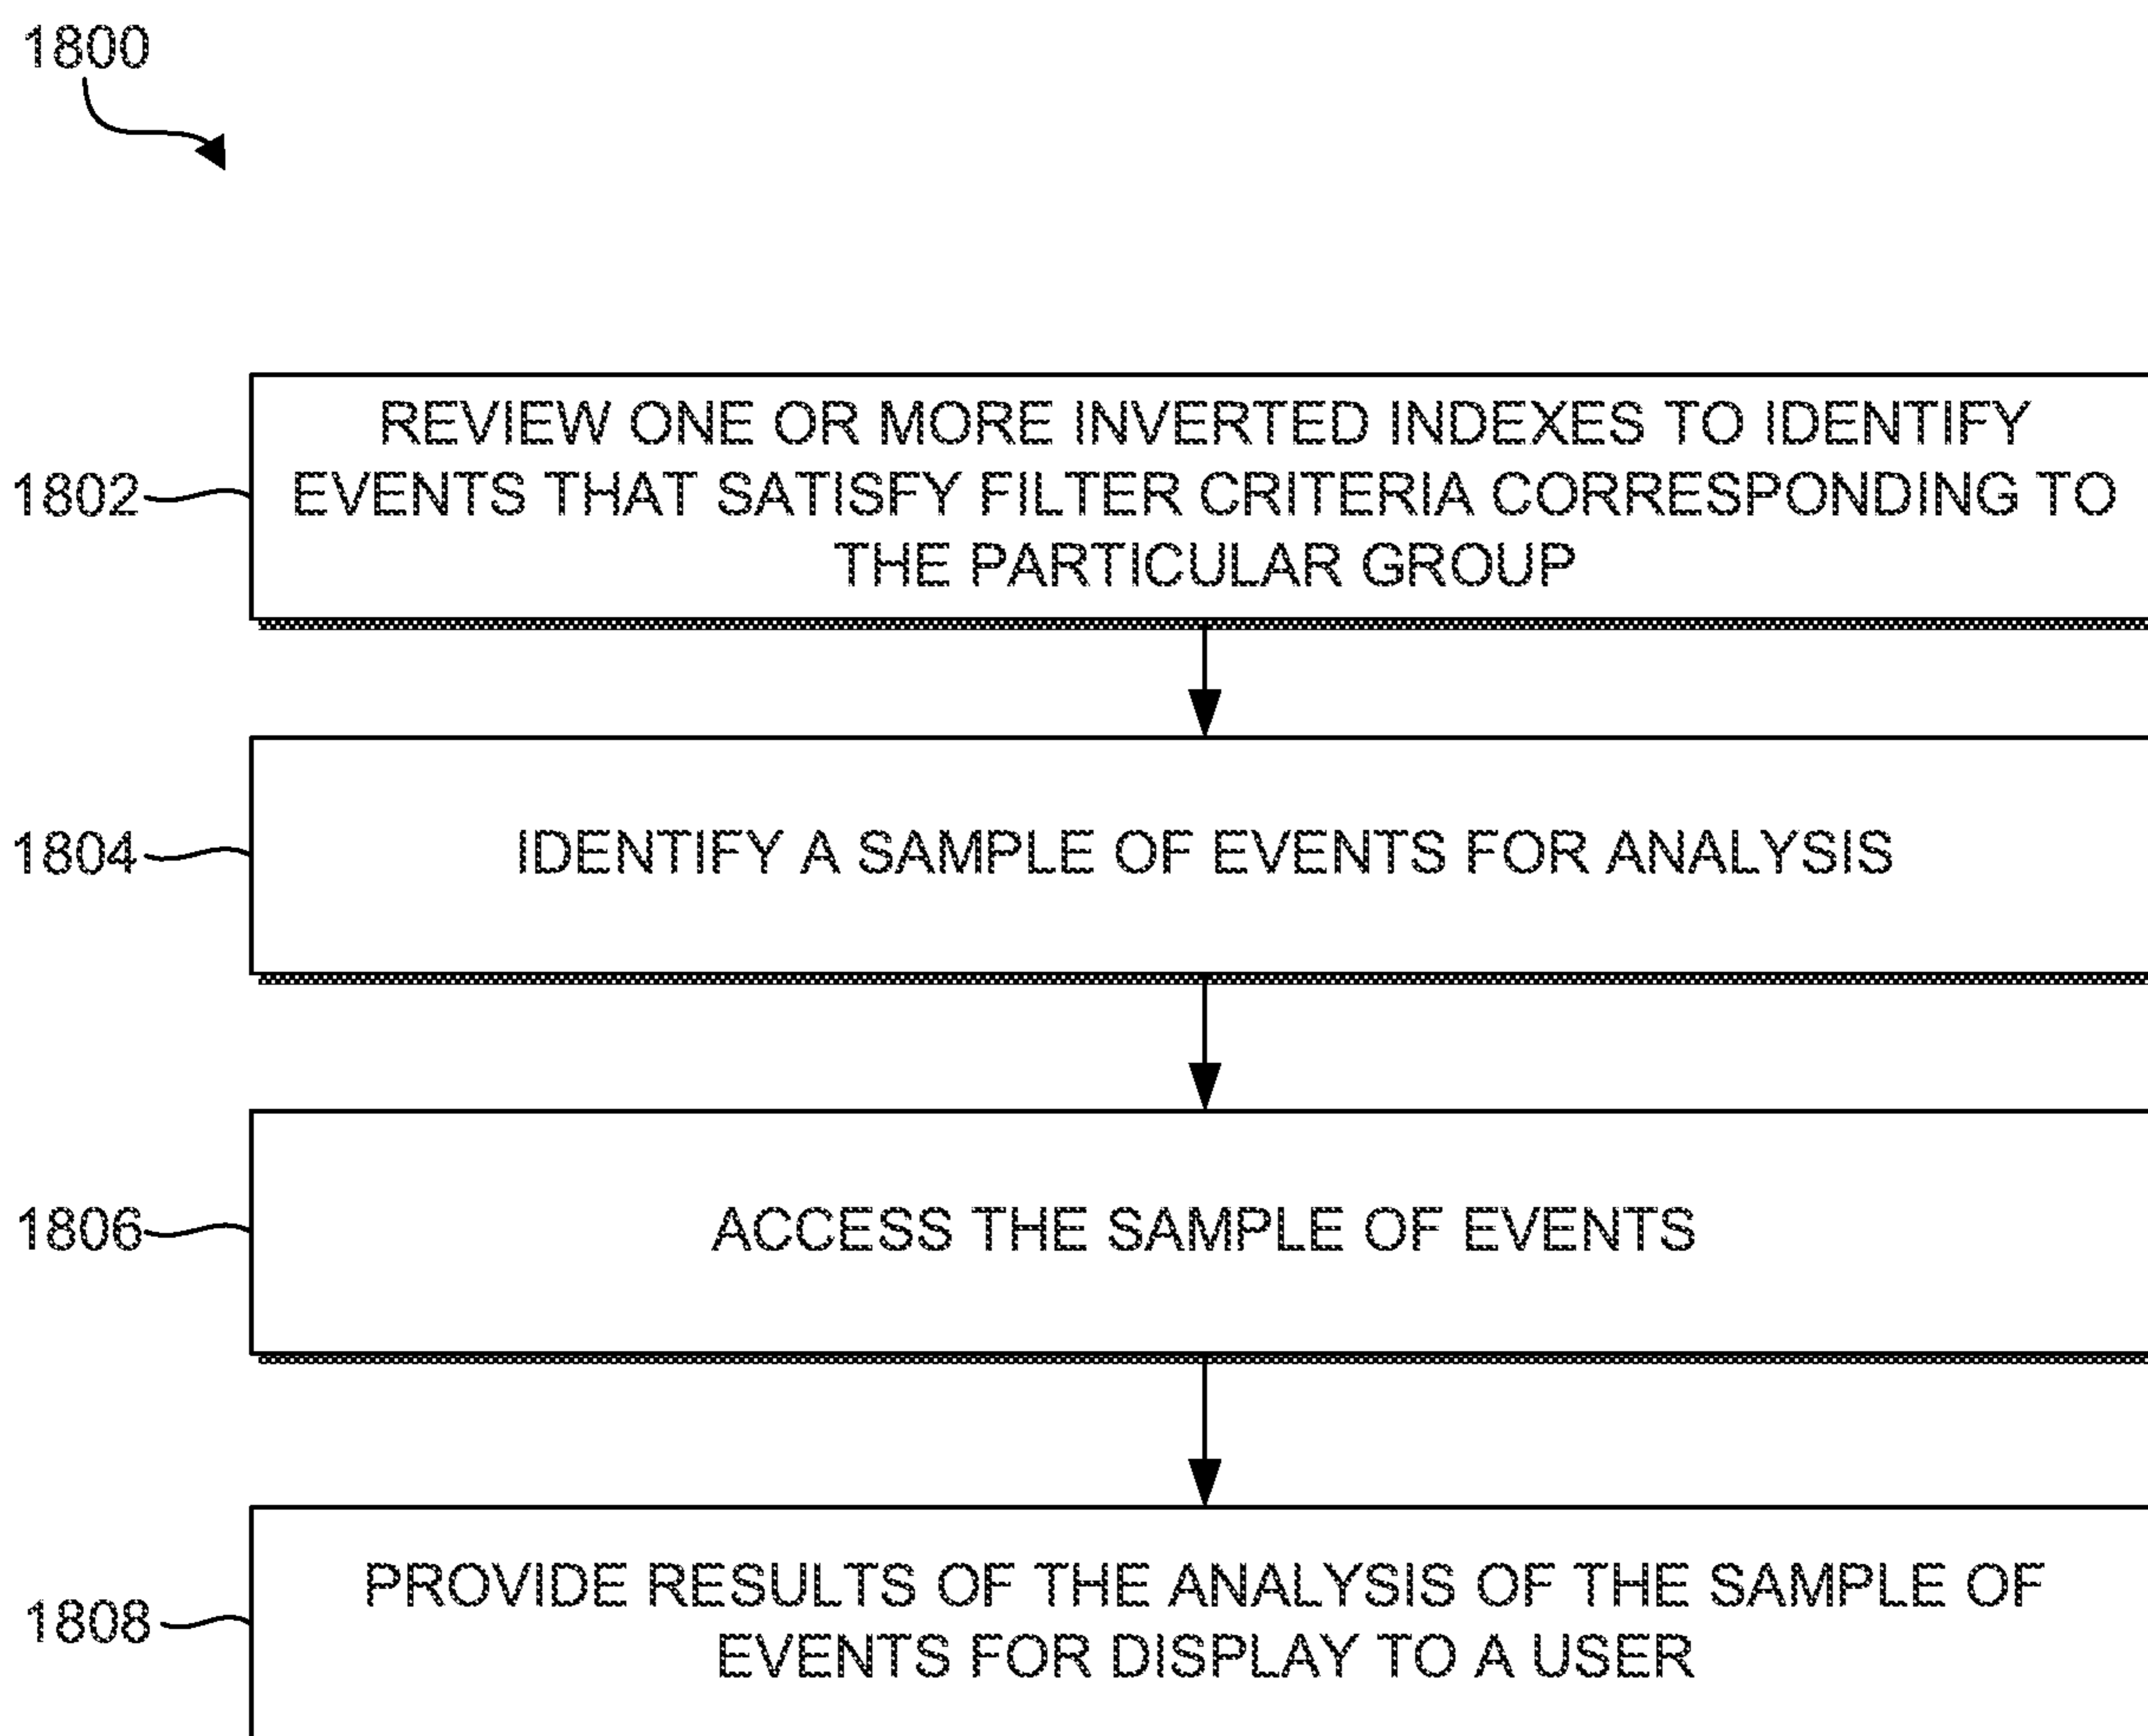 1800
REVIEW ONE OR MORE INVERTED INDEXES TO IDENTIFY
1802 EVENTS THAT SATISFY FILTER CRITERIA CORRESPONDING TO
THE PARTICULAR GROUP
1804 IDENTIFY A SAMPLE OF EVENTS FOR ANALYSIS
1806 ACCESS THE SAMPLE OF EVENTS
PROVIDE RESULTS OF THE ANALYSIS OF THE SAMPLE OF
1808 EVENTS FOR DISPLAY TO A USER